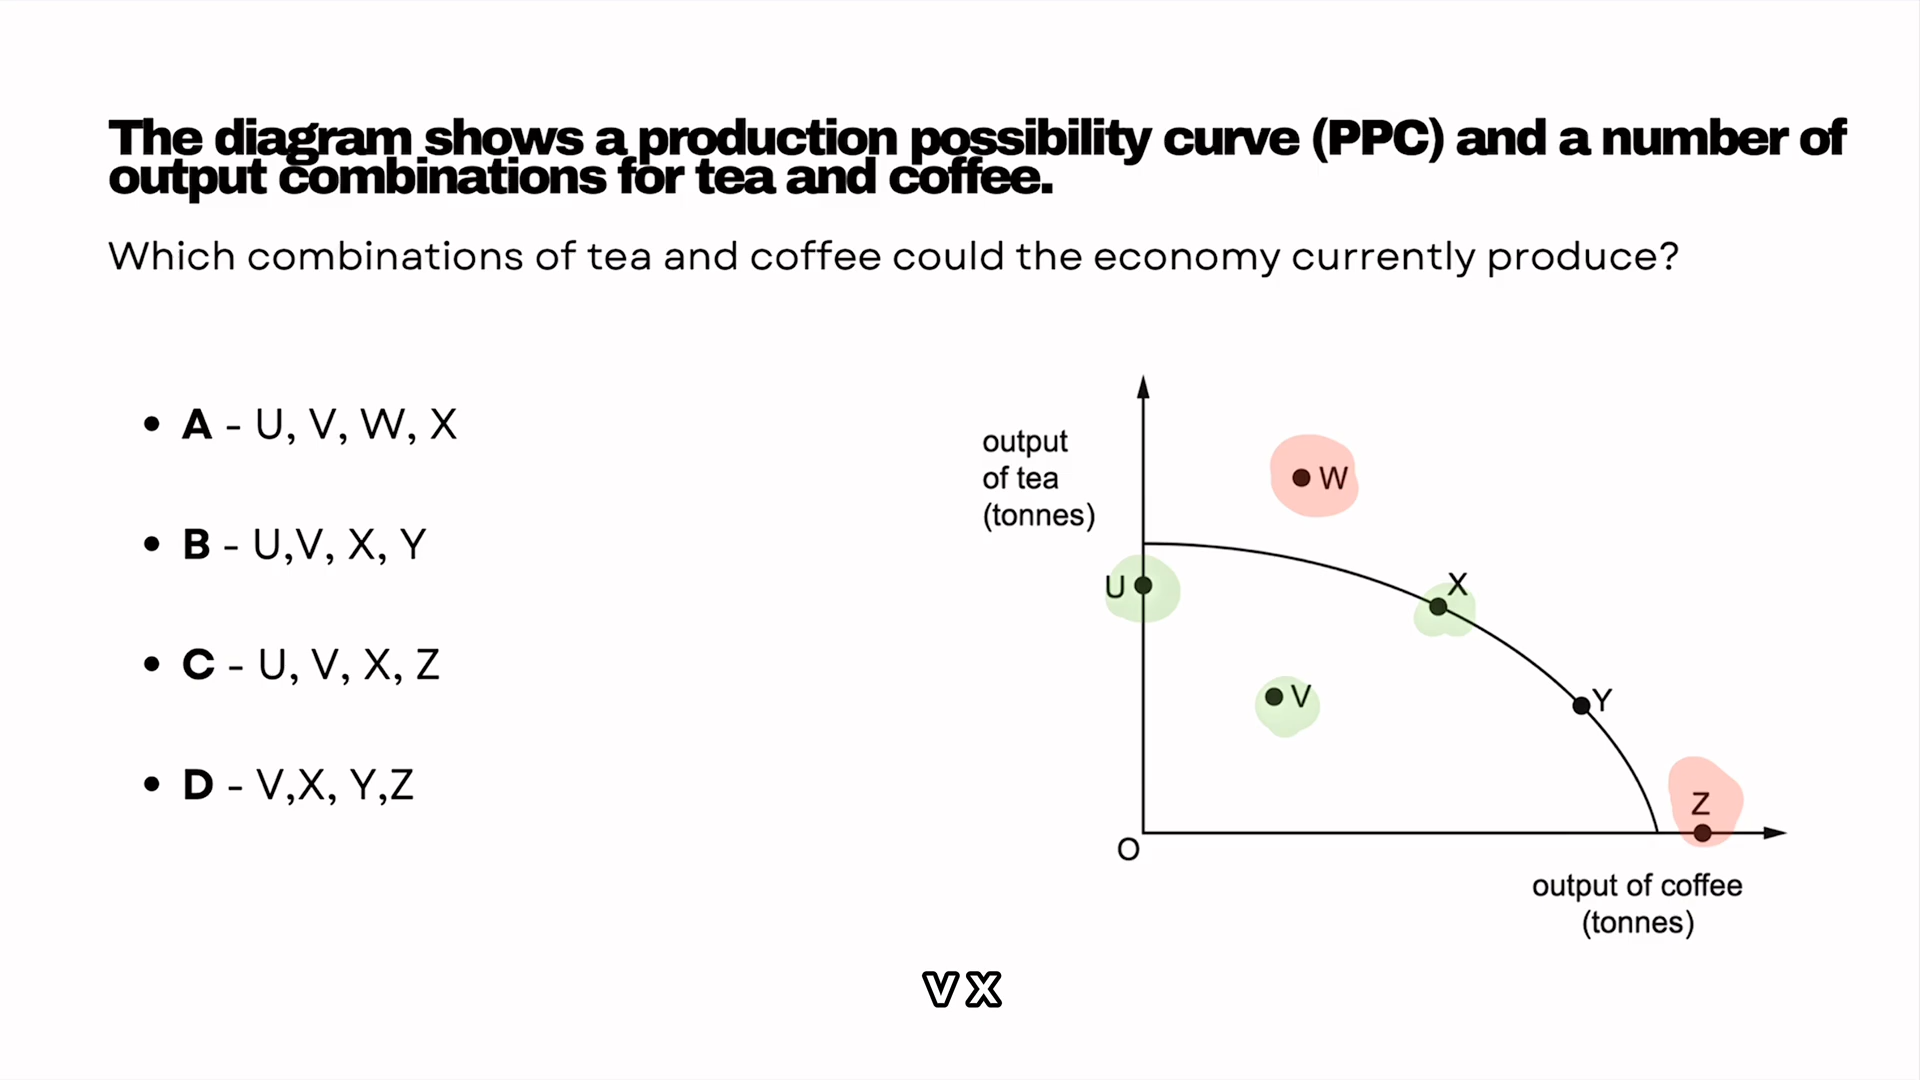 The diagram shows a production possibility curve (PPC) and a number of
output combinations for tea and coffee.
Which combinations of tea and coffee could the economy currently produce?
• A - U, V, W, X
• B - U,V, X, Y
• C - U, V, X, Z
• D - V,X, Y,Z
output
of tea
(tonnes)
W
U
X
V
Y
Z
O
output of coffee
(tonnes)
V X